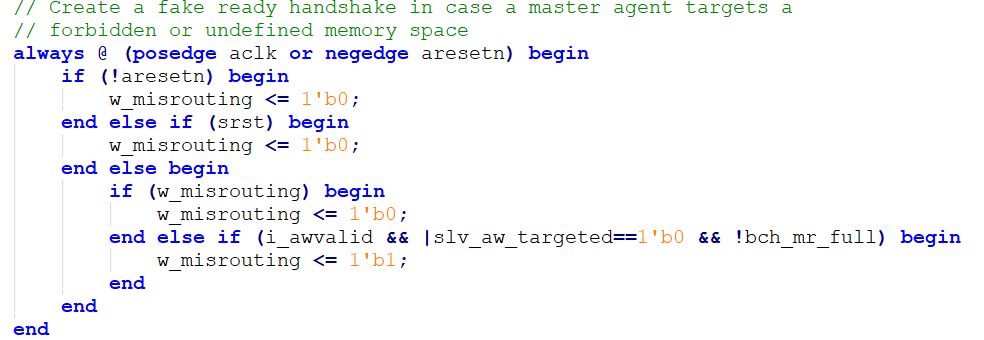 // Create a fake ready handshake in case a master agent targets a
// forbidden or undefined memory space
always @ (posedge aclk or negedge aresetn) begin
    if (!aresetn) begin
        w_misrouting <= 1'b0;
    end else if (srst) begin
        w_misrouting <= 1'b0;
    end else begin
        if (w_misrouting) begin
            w_misrouting <= 1'b0;
        end else if (i_awvalid && |slv_aw_targeted==1'b0 && !bch_mr_full) begin
            w_misrouting <= 1'b1;
        end
    end
end